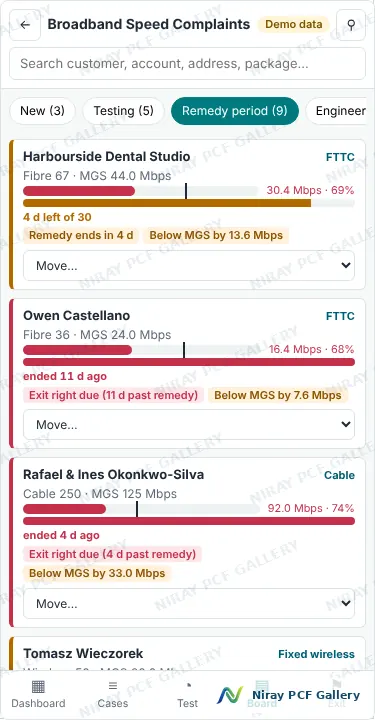 ← Broadband Speed Complaints Demo data
Search customer, account, address, package...
New (3) Testing (5) Remedy period (9) Engineer
Harbourside Dental Studio FTTC
Fibre 67 · MGS 44.0 Mbps
30.4 Mbps · 69%
4 d left of 30
Remedy ends in 4 d Below MGS by 13.6 Mbps
Move...
Owen Castellano FTTC
Fibre 36 · MGS 24.0 Mbps
16.4 Mbps · 68%
ended 11 d ago
Exit right due (11 d past remedy) Below MGS by 7.6 Mbps
Move...
Rafael & Ines Okonkwo-Silva Cable
Cable 250 · MGS 125 Mbps
92.0 Mbps · 74%
ended 4 d ago
Exit right due (4 d past remedy)
Below MGS by 33.0 Mbps
Move...
Tomasz Wieczorek Fixed wireless
Dashboard Cases Test Board Exit
Niray PCF Gallery
NIRAY PCF GALLERY